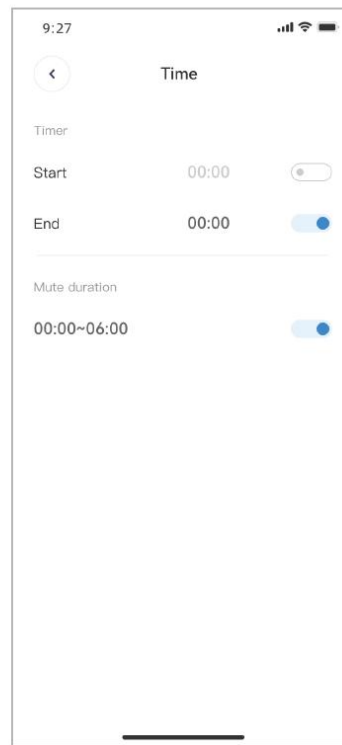 9:27
Time
Timer
Start 00:00
End 00:00
Mute duration
00:00~06:00